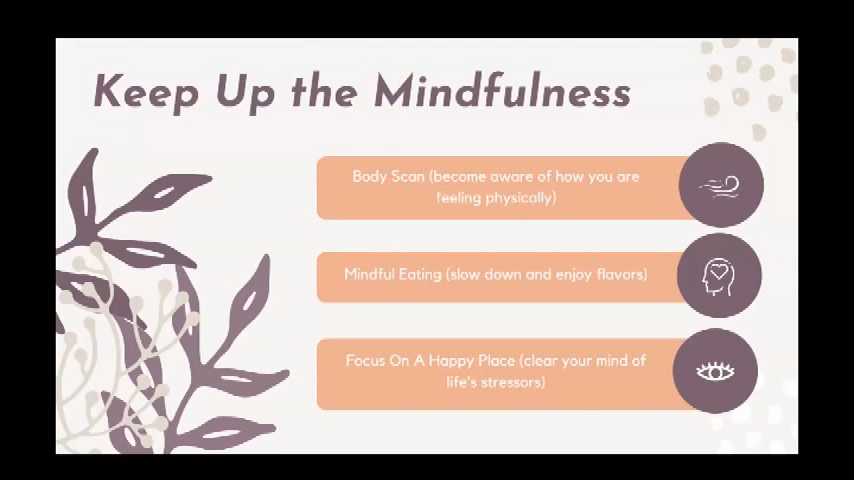 Keep Up the Mindfulness
Body Scan (become aware of how you are
feeling physically)
Mindful Eating (slow down and enjoy flavors)
Focus On A Happy Place (clear your mind of
life's stressors)